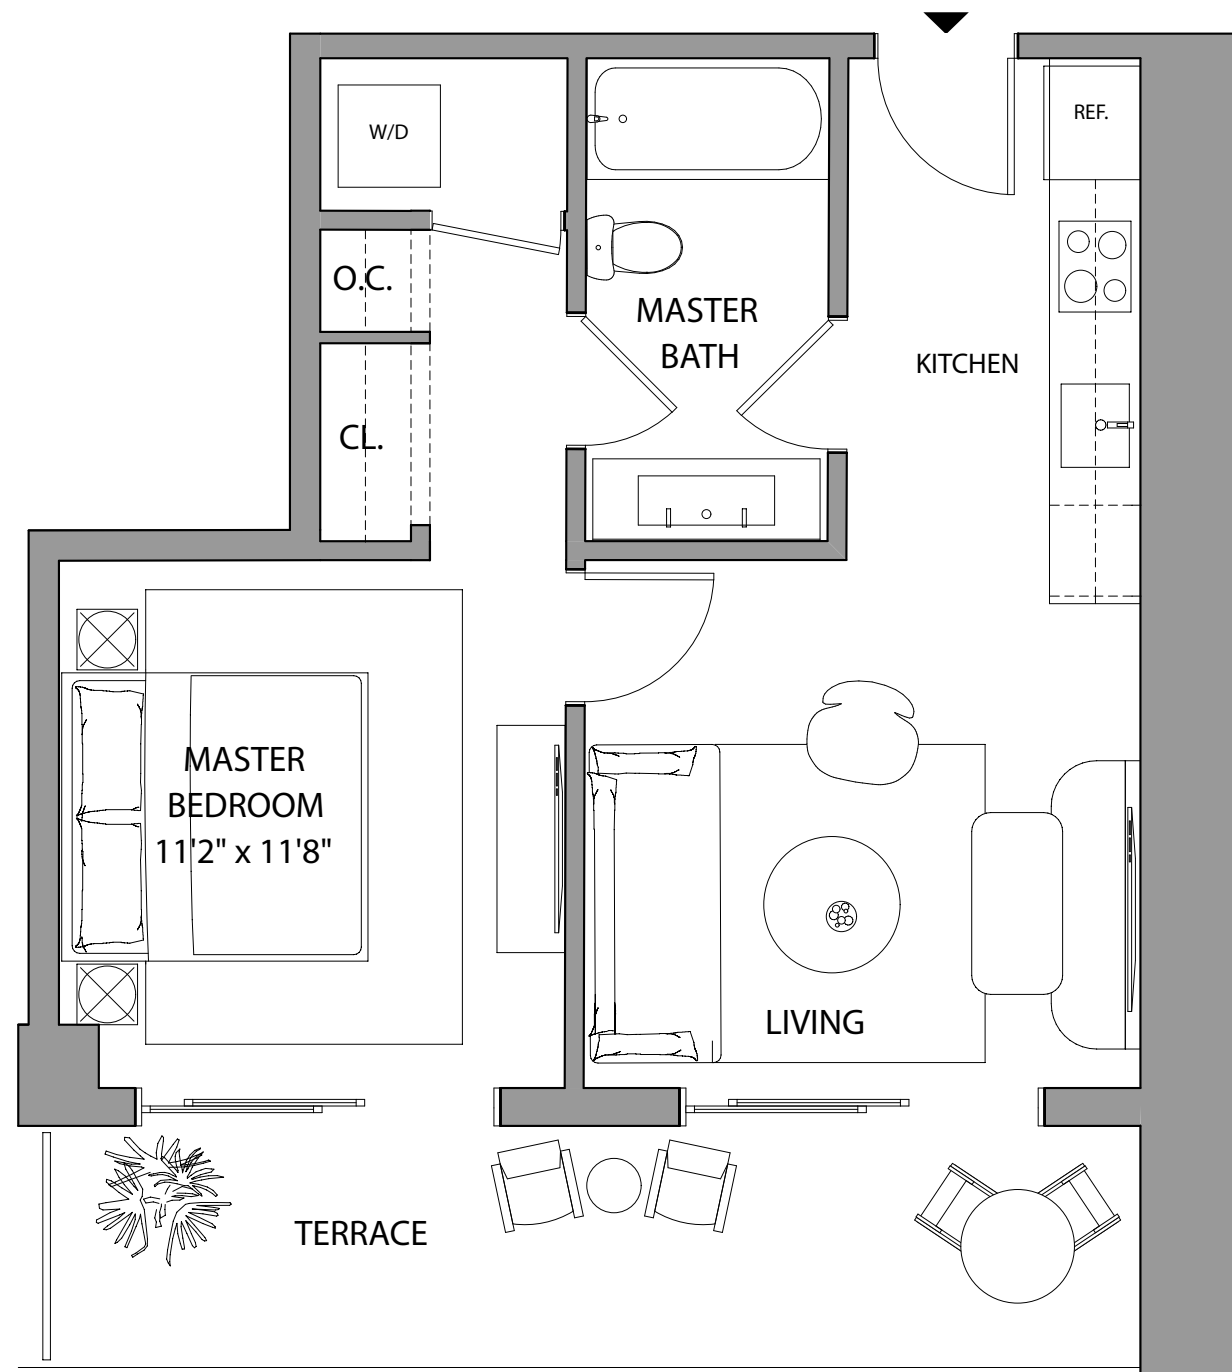 W/D
REF.
O.C.
MASTER
BATH
KITCHEN
CL.
MASTER
BEDROOM
11'2" x 11'8"
LIVING
TERRACE